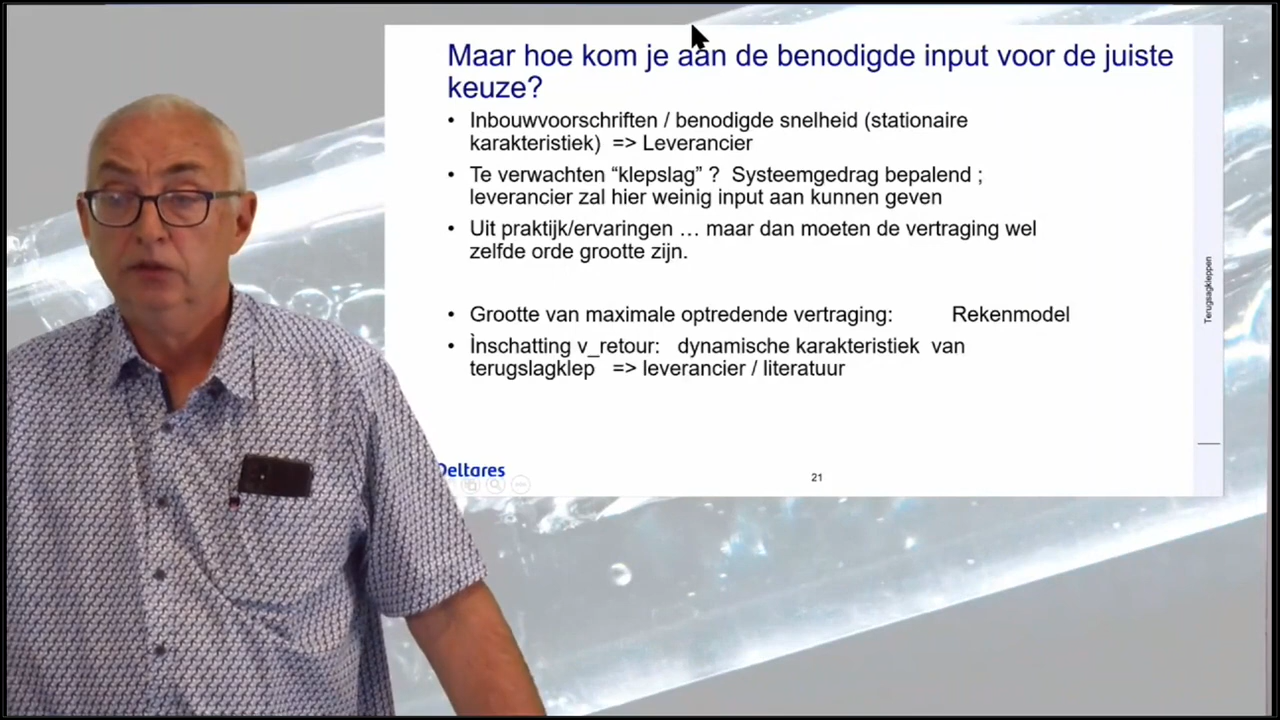 Maar hoe kom je aan de benodigde input voor de juiste
keuze?
• Inbouwvoorschriften / benodigde snelheid (stationaire
karakteristiek) => Leverancier
• Te verwachten “klepslag” ? Systeemgedrag bepalend ;
leverancier zal hier weinig input aan kunnen geven
• Uit praktijk/ervaringen … maar dan moeten de vertraging wel
zelfde orde grootte zijn.
• Grootte van maximale optredende vertraging: Rekenmodel
• Ìnschatting v_retour: dynamische karakteristiek van
terugslagklep => leverancier / literatuur
Terugsagkleppen
Deltares
21